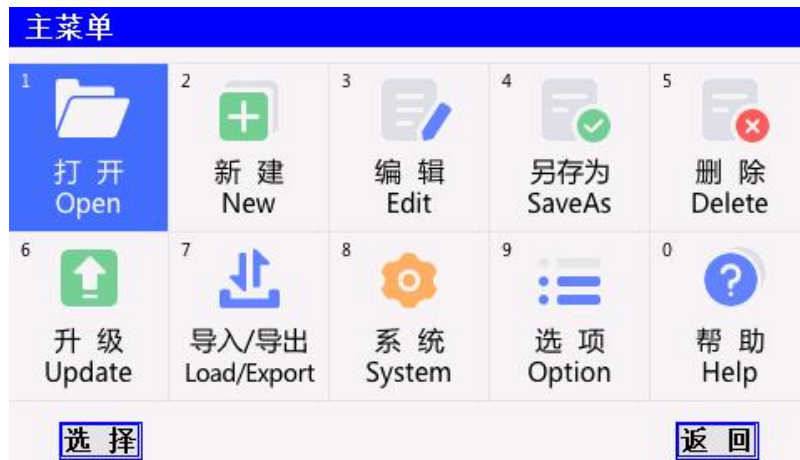 主菜单
1 2 3 4 5
打 开 新 建 编 辑 另存为 删 除
Open New Edit SaveAs Delete
6 7 8 9 0
升 级 导入/导出 系 统 选 项 帮 助
Update Load/Export System Option Help
选 择 返 回